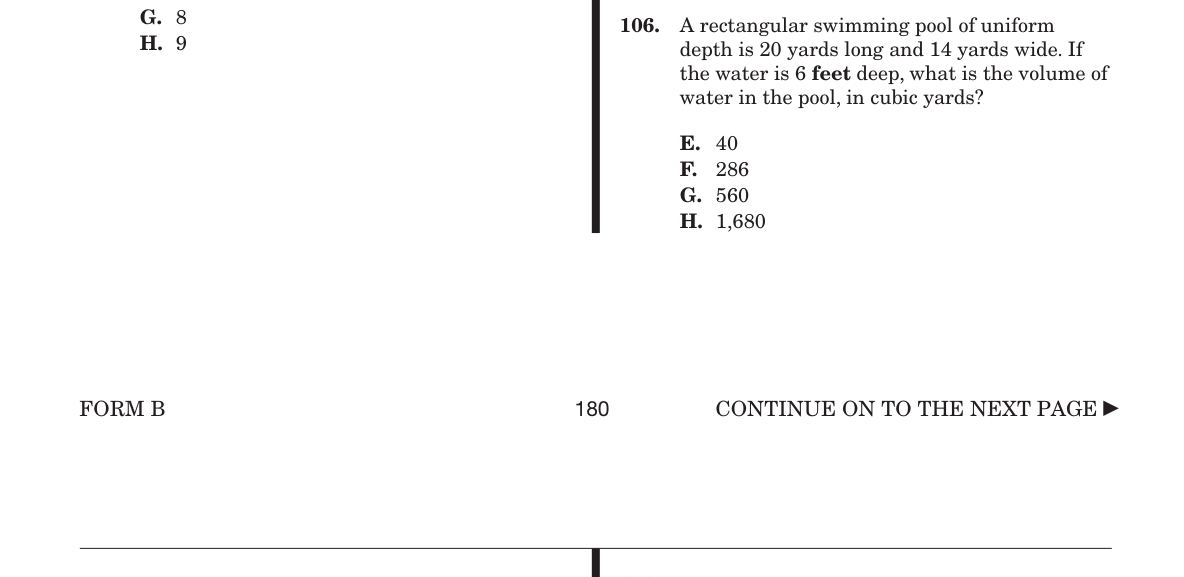 G. 8
H. 9
106. A rectangular swimming pool of uniform
depth is 20 yards long and 14 yards wide. If
the water is 6 feet deep, what is the volume of
water in the pool, in cubic yards?
E. 40
F. 286
G. 560
H. 1,680
FORM B
180
CONTINUE ON TO THE NEXT PAGE ►